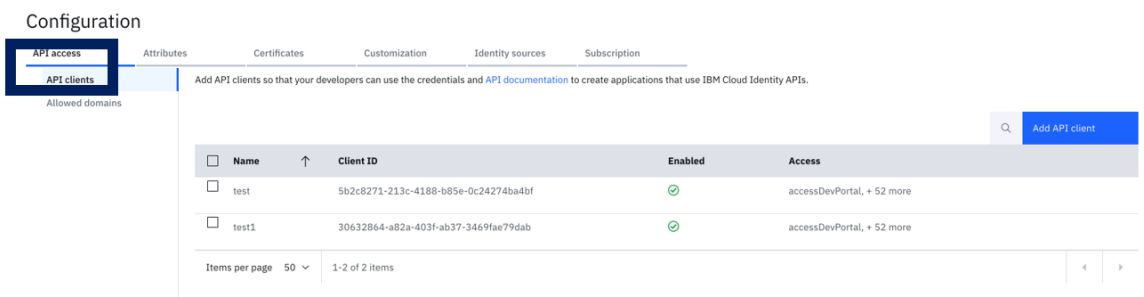 Configuration
API access Attributes Certificates Customization Identity sources Subscription
API clients
Allowed domains
Add API clients so that your developers can use the credentials and API documentation to create applications that use IBM Cloud Identity APIs.
Add API client
Name Client ID Enabled Access
test 5b2c8271-213c-4188-b85e-0c24274ba4bf accessDevPortal, + 52 more
test1 30632864-a82a-403f-ab37-3469fae79dab accessDevPortal, + 52 more
Items per page 50 1-2 of 2 items